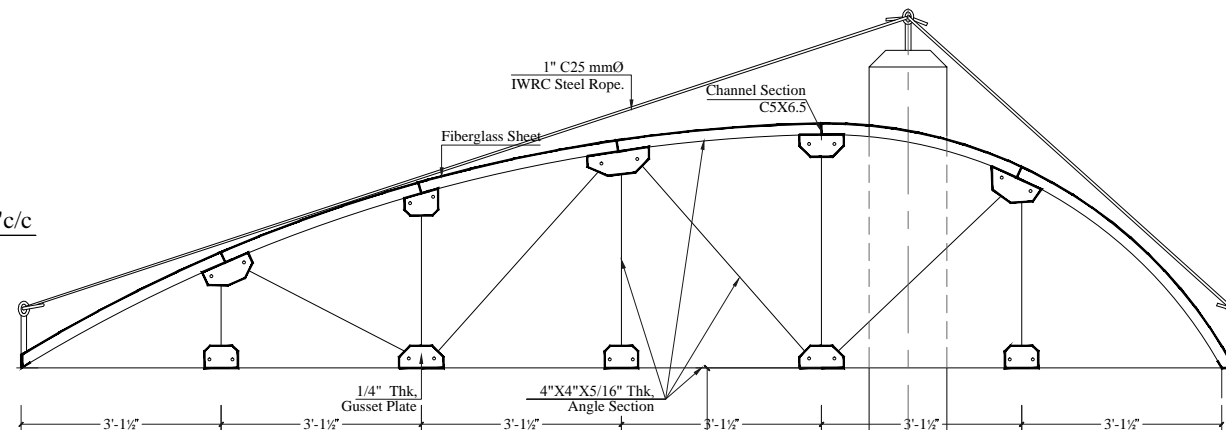 1" C25 mmØ
IWRC Steel Rope.
Channel Section
C5X6.5
Fiberglass Sheet
"c/c
1/4" Thk,
Gusset Plate
4"X4"X5/16" Thk,
Angle Section
3'-1½" 3'-1½" 3'-1½" 3'-1½" 3'-1½" 3'-1½"